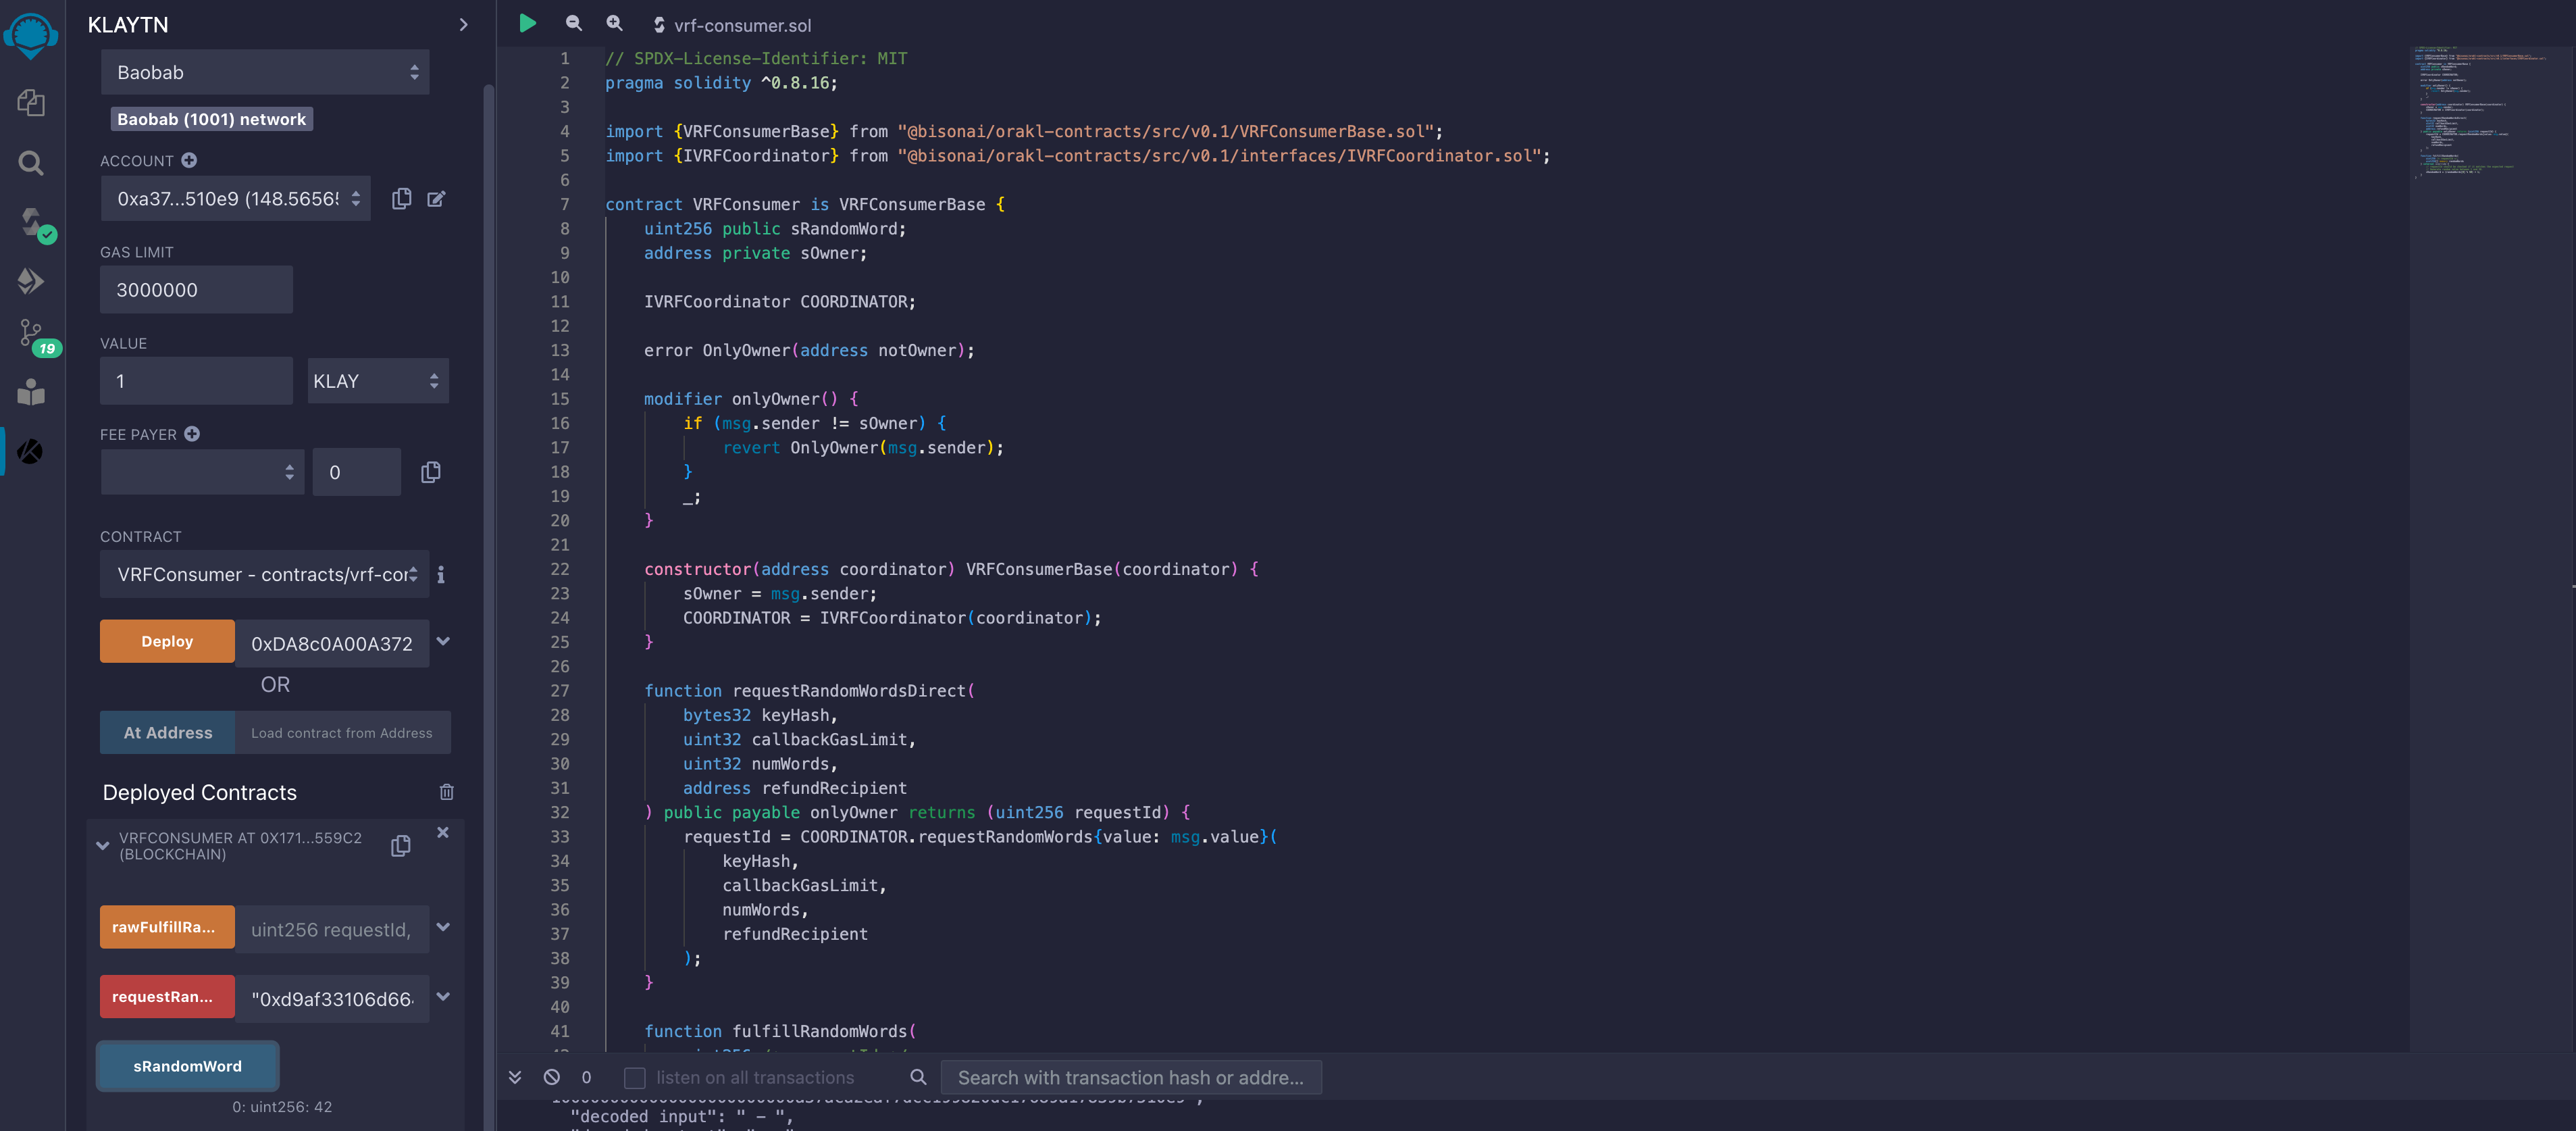 KLAYTN
Baobab
Baobab (1001) network
ACCOUNT
0xa37...510e9 (148.5656
GAS LIMIT
3000000
VALUE
1
KLAY
FEE PAYER
0
CONTRACT
VRFConsumer - contracts/vrf-co
Deploy
0xDA8c0A00A372
OR
At Address
Load contract from Address
Deployed Contracts
VRFCONSUMER AT 0X171...559C2
(BLOCKCHAIN)
rawFulfillRa...
uint256 requestId,
requestRan...
"0xd9af33106d66
sRandomWord
0: uint256: 42
19
vrf-consumer.sol
1 // SPDX-License-Identifier: MIT
2 pragma solidity ^0.8.16;
3
4 import {VRFConsumerBase} from "@bisonai/orakl-contracts/src/v0.1/VRFConsumerBase.sol";
5 import {IVRFCoordinator} from "@bisonai/orakl-contracts/src/v0.1/interfaces/IVRFCoordinator.sol";
6
7 contract VRFConsumer is VRFConsumerBase {
8 uint256 public sRandomWord;
9 address private sOwner;
10
11 IVRFCoordinator COORDINATOR;
12
13 error OnlyOwner(address notOwner);
14
15 modifier onlyOwner() {
16 if (msg.sender != sOwner) {
17 revert OnlyOwner(msg.sender);
18 }
19 _;
20 }
21
22 constructor(address coordinator) VRFConsumerBase(coordinator) {
23 sOwner = msg.sender;
24 COORDINATOR = IVRFCoordinator(coordinator);
25 }
26
27 function requestRandomWordsDirect(
28 bytes32 keyHash,
29 uint32 callbackGasLimit,
30 uint32 numWords,
31 address refundRecipient
32 ) public payable onlyOwner returns (uint256 requestId) {
33 requestId = COORDINATOR.requestRandomWords{value: msg.value}(
34 keyHash,
35 callbackGasLimit,
36 numWords,
37 refundRecipient
38 );
39 }
40
41 function fulfillRandomWords(
0
listen on all transactions
Search with transaction hash or addre...
"decoded input": " - ",